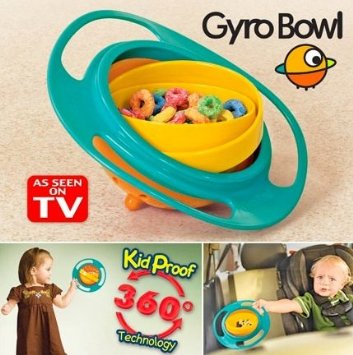 Gyro Bowl
AS SEEN
ON
TV
Kid Proof
360°
Technology